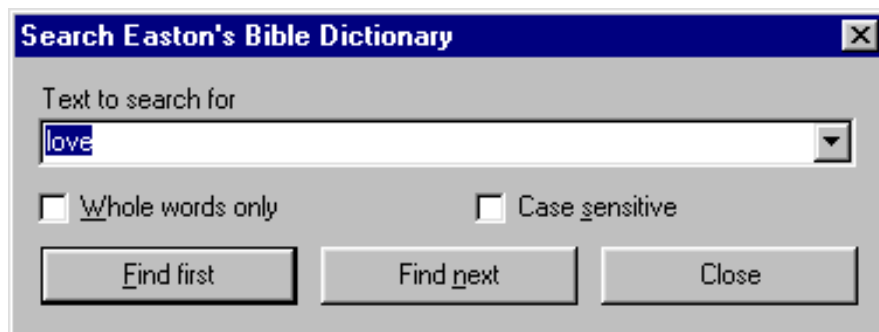 Search Easton's Bible Dictionary
Text to search for
love
Whole words only Case sensitive
Find first Find next Close